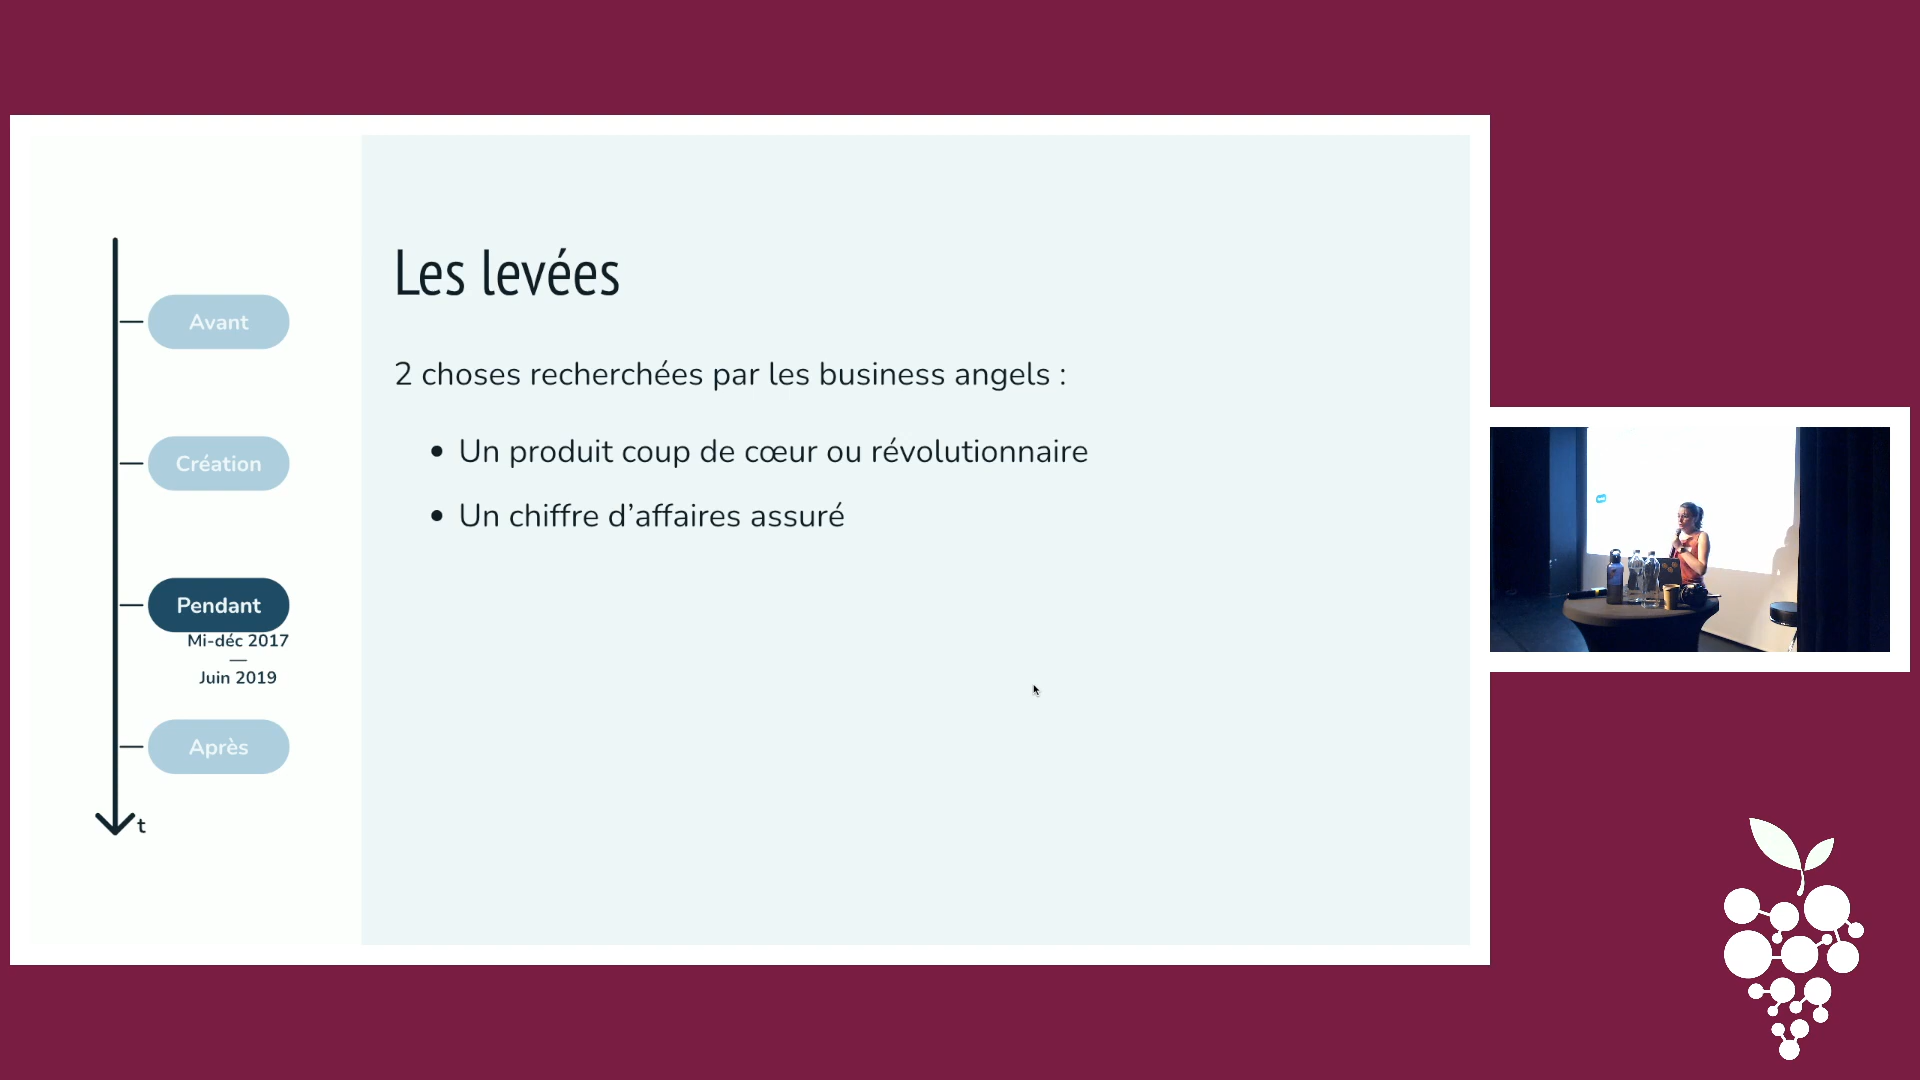 Avant
Création
Pendant
Mi-déc 2017
—
Juin 2019
Après
t
Les levées
2 choses recherchées par les business angels :
• Un produit coup de cœur ou révolutionnaire
• Un chiffre d’affaires assuré